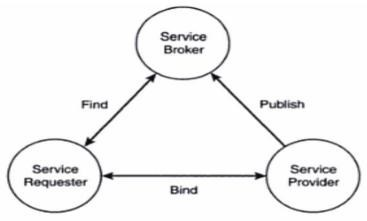 Service
Broker
Find
Publish
Service
Requester
Bind
Service
Provider